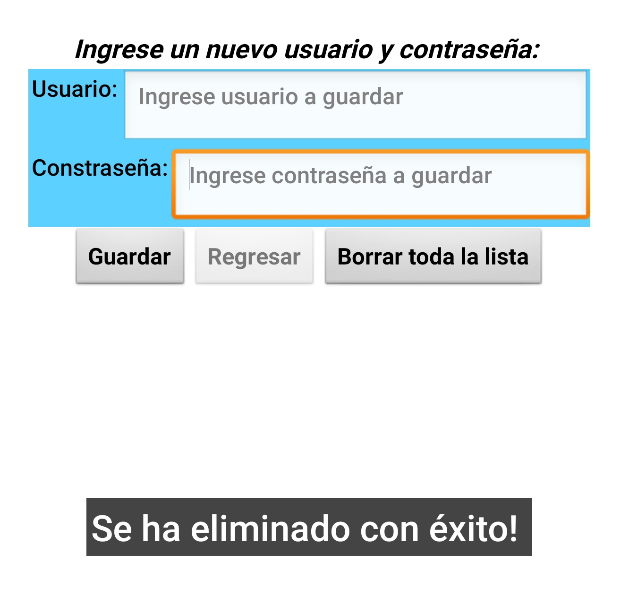 Ingrese un nuevo usuario y contraseña:
Usuario: Ingrese usuario a guardar
Constraseña: Ingrese contraseña a guardar
Guardar Regresar Borrar toda la lista
Se ha eliminado con éxito!